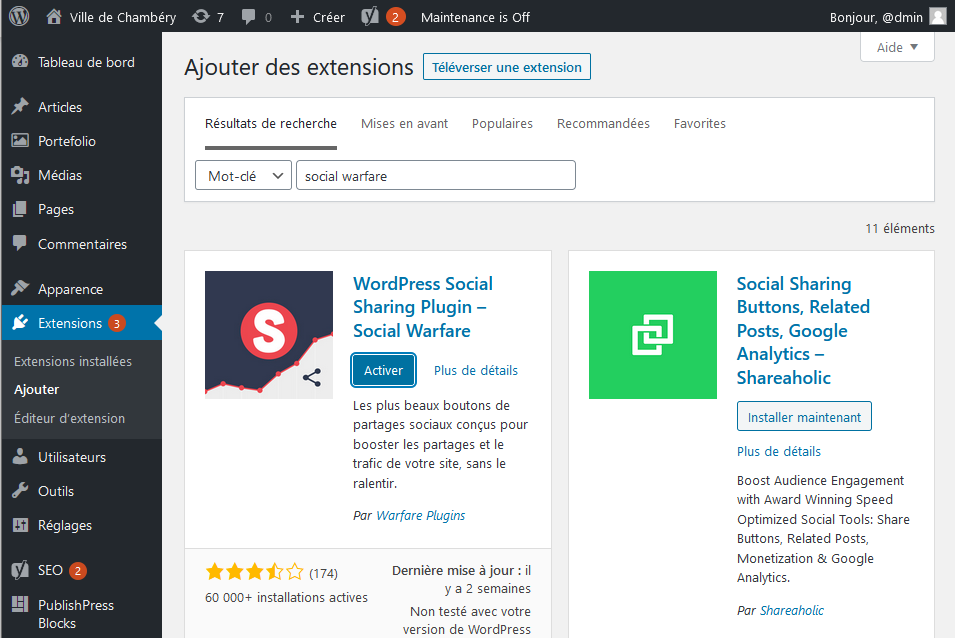 Ville de Chambéry 7 0 Créer 2 Maintenance is Off Bonjour, @dmin
Aide
Tableau de bord
Articles
Portefolio
Médias
Pages
Commentaires
Apparence
Extensions 3
Extensions installées
Ajouter
Éditeur d'extension
Utilisateurs
Outils
Réglages
SEO 2
PublishPress
Blocks
Ajouter des extensions Téléverser une extension
Résultats de recherche Mises en avant Populaires Recommandées Favorites
Mot-clé social warfare
11 éléments
WordPress Social
Sharing Plugin –
Social Warfare
Activer Plus de détails
Les plus beaux boutons de
partages sociaux conçus pour
booster les partages et le
trafic de votre site, sans le
ralentir.
Par Warfare Plugins
(174)
60 000+ installations actives
Dernière mise à jour : il
y a 2 semaines
Non testé avec votre
version de WordPress
Social Sharing
Buttons, Related
Posts, Google
Analytics –
Shareaholic
Installer maintenant
Plus de détails
Boost Audience Engagement
with Award Winning Speed
Optimized Social Tools: Share
Buttons, Related Posts,
Monetization & Google
Analytics.
Par Shareaholic